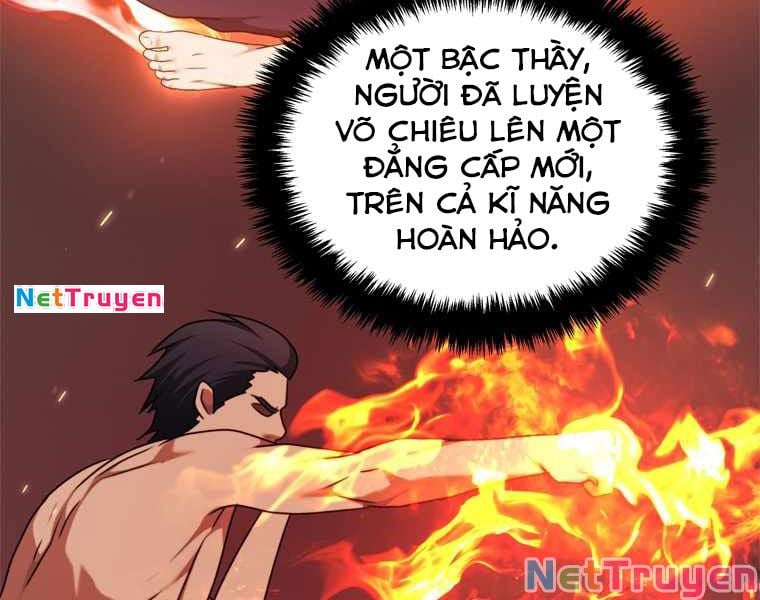 MỘT BẬC THẦY,
NGƯỜI ĐÃ LUYỆN
VÕ CHIÊU LÊN MỘT
ĐẲNG CẤP MỚI,
TRÊN CẢ KĨ NĂNG
HOÀN HẢO.
NetTruyen
NetTruyen